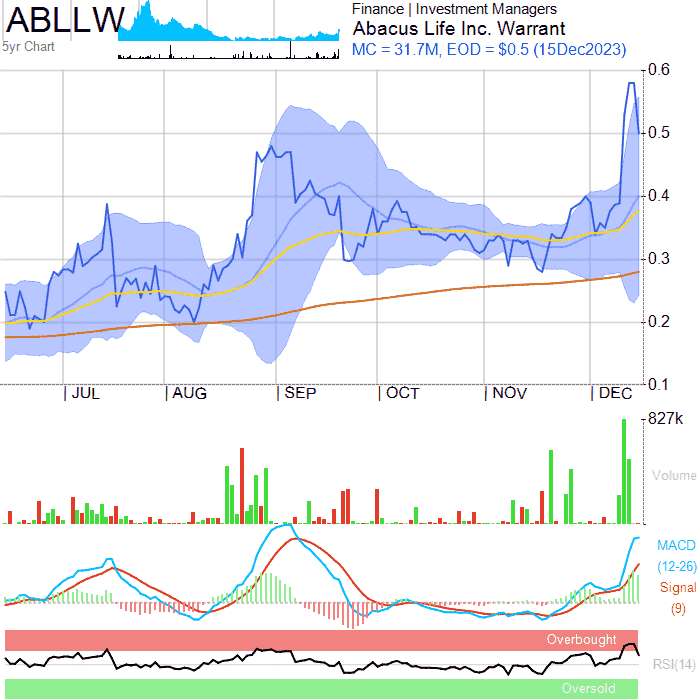 ABLLW
5yr Chart
Finance | Investment Managers
Abacus Life Inc. Warrant
MC = 31.7M, EOD = $0.5 (15Dec2023)
0.6
0.5
0.4
0.3
0.2
0.1
| JUL | AUG | SEP | OCT | NOV | DEC
827k
Volume
MACD
(12-26)
Signal
(9)
Overbought
RSI(14)
Oversold